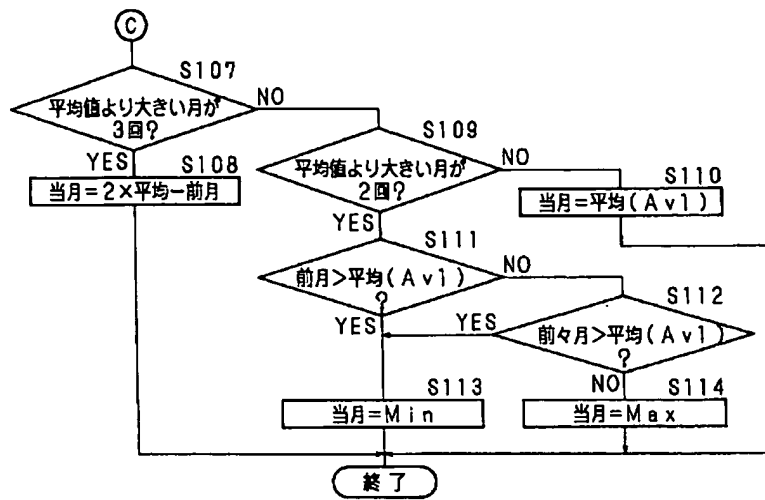 C
S107
平均値より大きい月が
3回?
NO
YES
S108
当月=2×平均-前月
S109
平均値より大きい月が
2回?
NO
YES
S110
当月=平均(Av1)
S111
前月>平均(Av1)
?
NO
YES
S112
前々月>平均(Av1)
?
YES
NO
S113
当月=Min
S114
当月=Max
終了